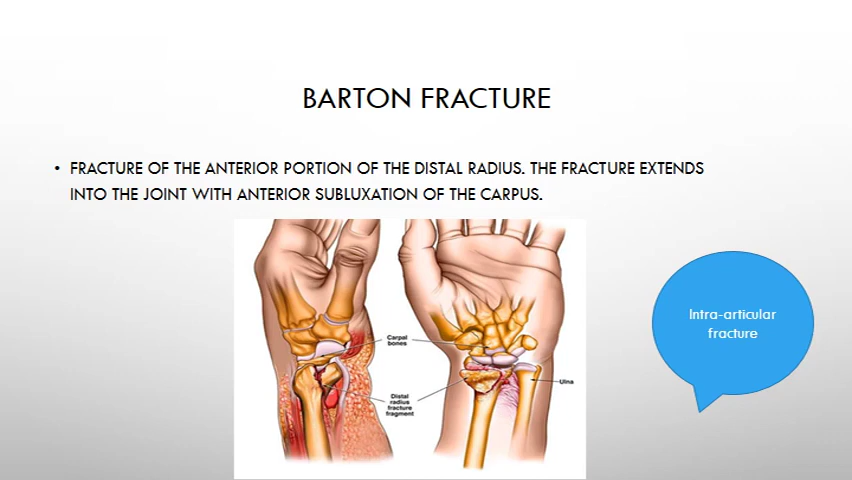 BARTON FRACTURE
• FRACTURE OF THE ANTERIOR PORTION OF THE DISTAL RADIUS. THE FRACTURE EXTENDS
INTO THE JOINT WITH ANTERIOR SUBLUXATION OF THE CARPUS.
Intra-articular
fracture
Carpal
bones
Ulna
Distal
radius
fracture
fragment